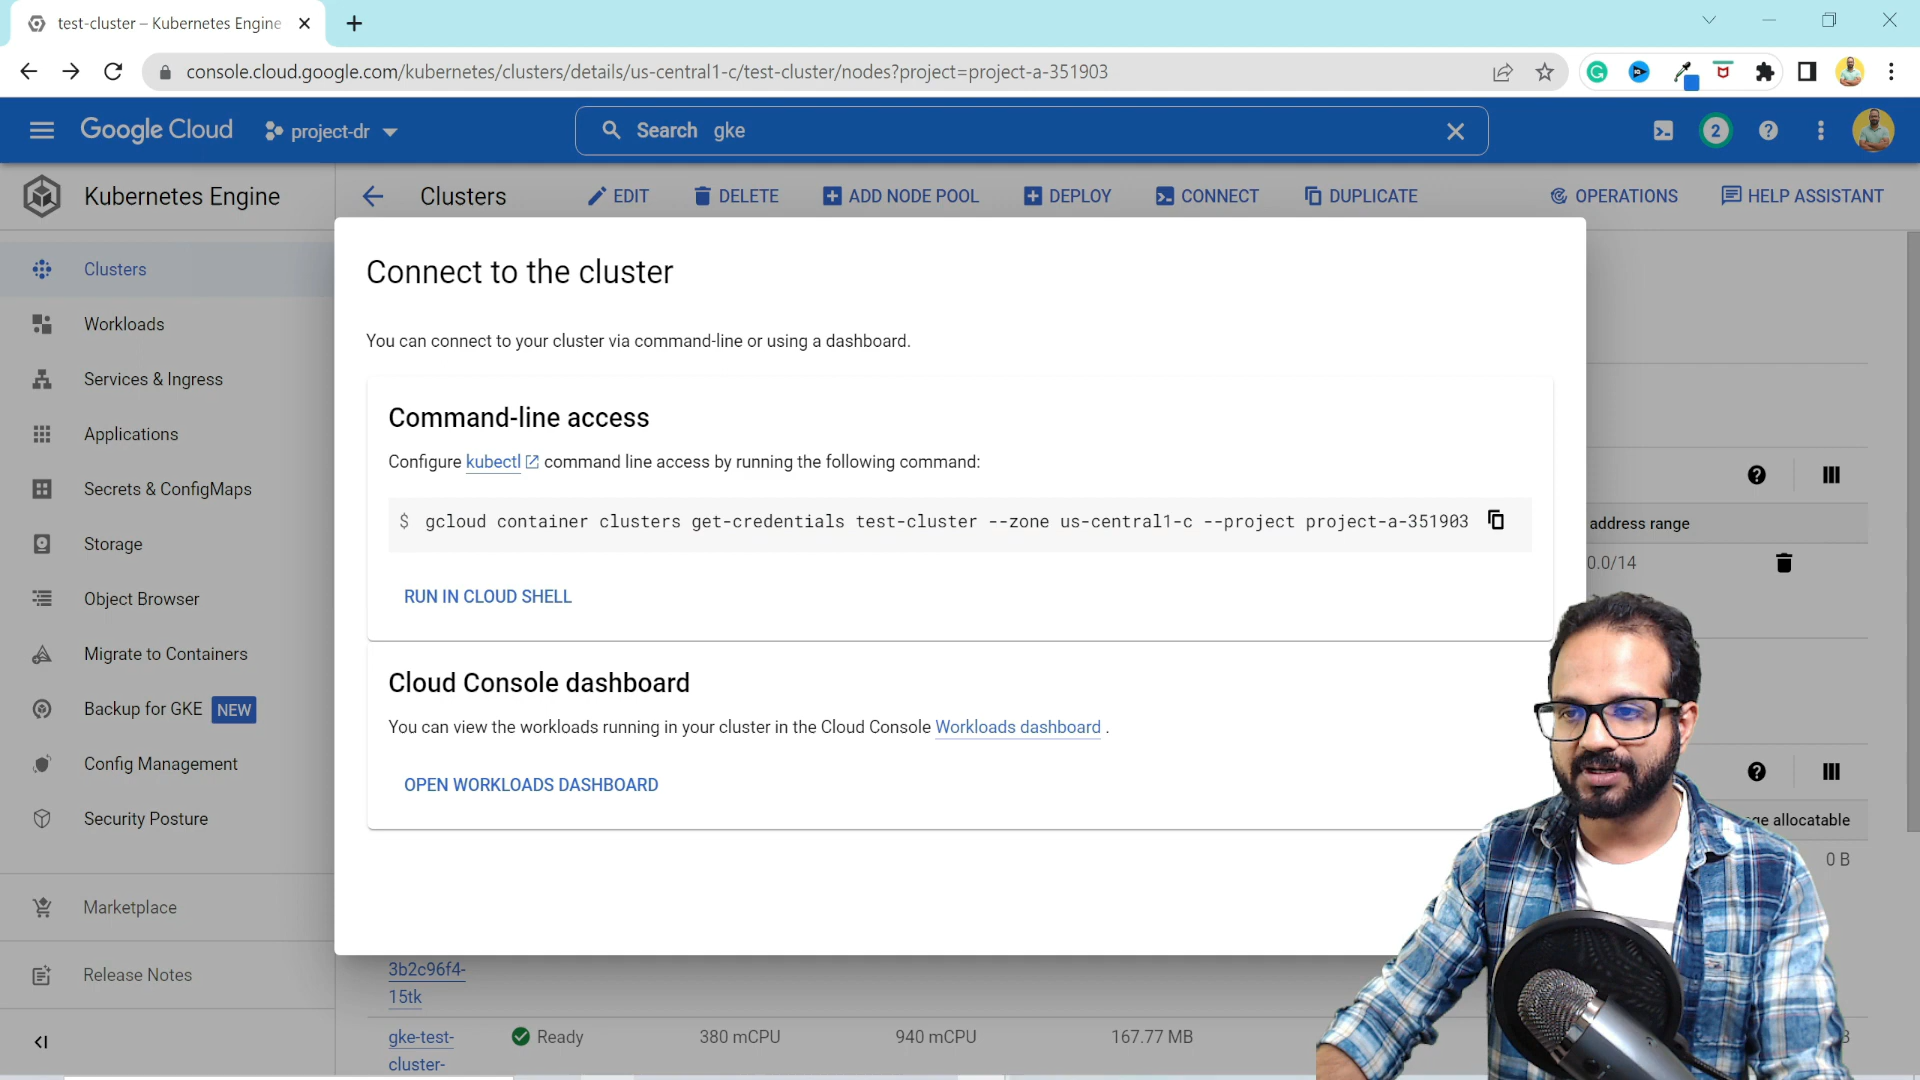 test-cluster – Kubernetes Engine
console.cloud.google.com/kubernetes/clusters/details/us-central1-c/test-cluster/nodes?project=project-a-351903
Google Cloud
project-dr
Search gke
2
Kubernetes Engine
Clusters
EDIT
DELETE
ADD NODE POOL
DEPLOY
CONNECT
DUPLICATE
OPERATIONS
HELP ASSISTANT
Clusters
Workloads
Services & Ingress
Applications
Secrets & ConfigMaps
Storage
Object Browser
Migrate to Containers
Backup for GKE NEW
Config Management
Security Posture
Marketplace
Release Notes
Connect to the cluster
You can connect to your cluster via command-line or using a dashboard.
Command-line access
Configure kubectl command line access by running the following command:
$ gcloud container clusters get-credentials test-cluster --zone us-central1-c --project project-a-351903
RUN IN CLOUD SHELL
Cloud Console dashboard
You can view the workloads running in your cluster in the Cloud Console Workloads dashboard .
OPEN WORKLOADS DASHBOARD
address range
0.0/14
allocatable
0 B
3b2c96f4-
15tk
gke-test-
cluster-
Ready
380 mCPU
940 mCPU
167.77 MB